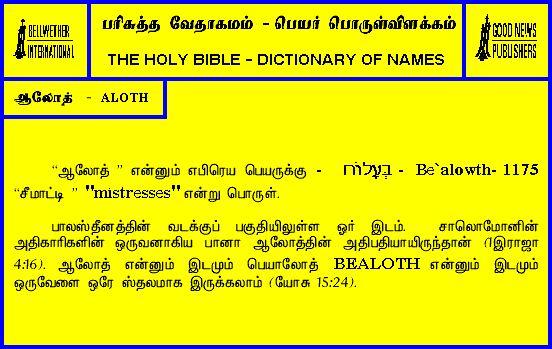 BELLWETHER
INTERNATIONAL
பரிசுத்த வேதாகமம் - பெயர் பொருள்விளக்கம்
THE HOLY BIBLE - DICTIONARY OF NAMES
GOOD NEWS
PUBLISHERS
ஆலோத் - ALOTH
“ஆலோத் ” என்னும் எபிரெய பெயருக்கு - בְּעָלוֹת - Be`alowth- 1175
“சீமாட்டி ” "mistresses" என்று பொருள்.
பாலஸ்தீனத்தின் வடக்குப் பகுதியிலுள்ள ஓர் இடம். சாலொமோனின்
அதிகாரிகளின் ஒருவனாகிய பானா ஆலோத்தின் அதிபதியாயிருந்தான் (1இராஜா
4:16). ஆலோத் என்னும் இடமும் பெயாலோத் BEALOTH என்னும் இடமும்
ஒருவேளை ஒரே ஸ்தலமாக இருக்கலாம் (யோசு 15:24).